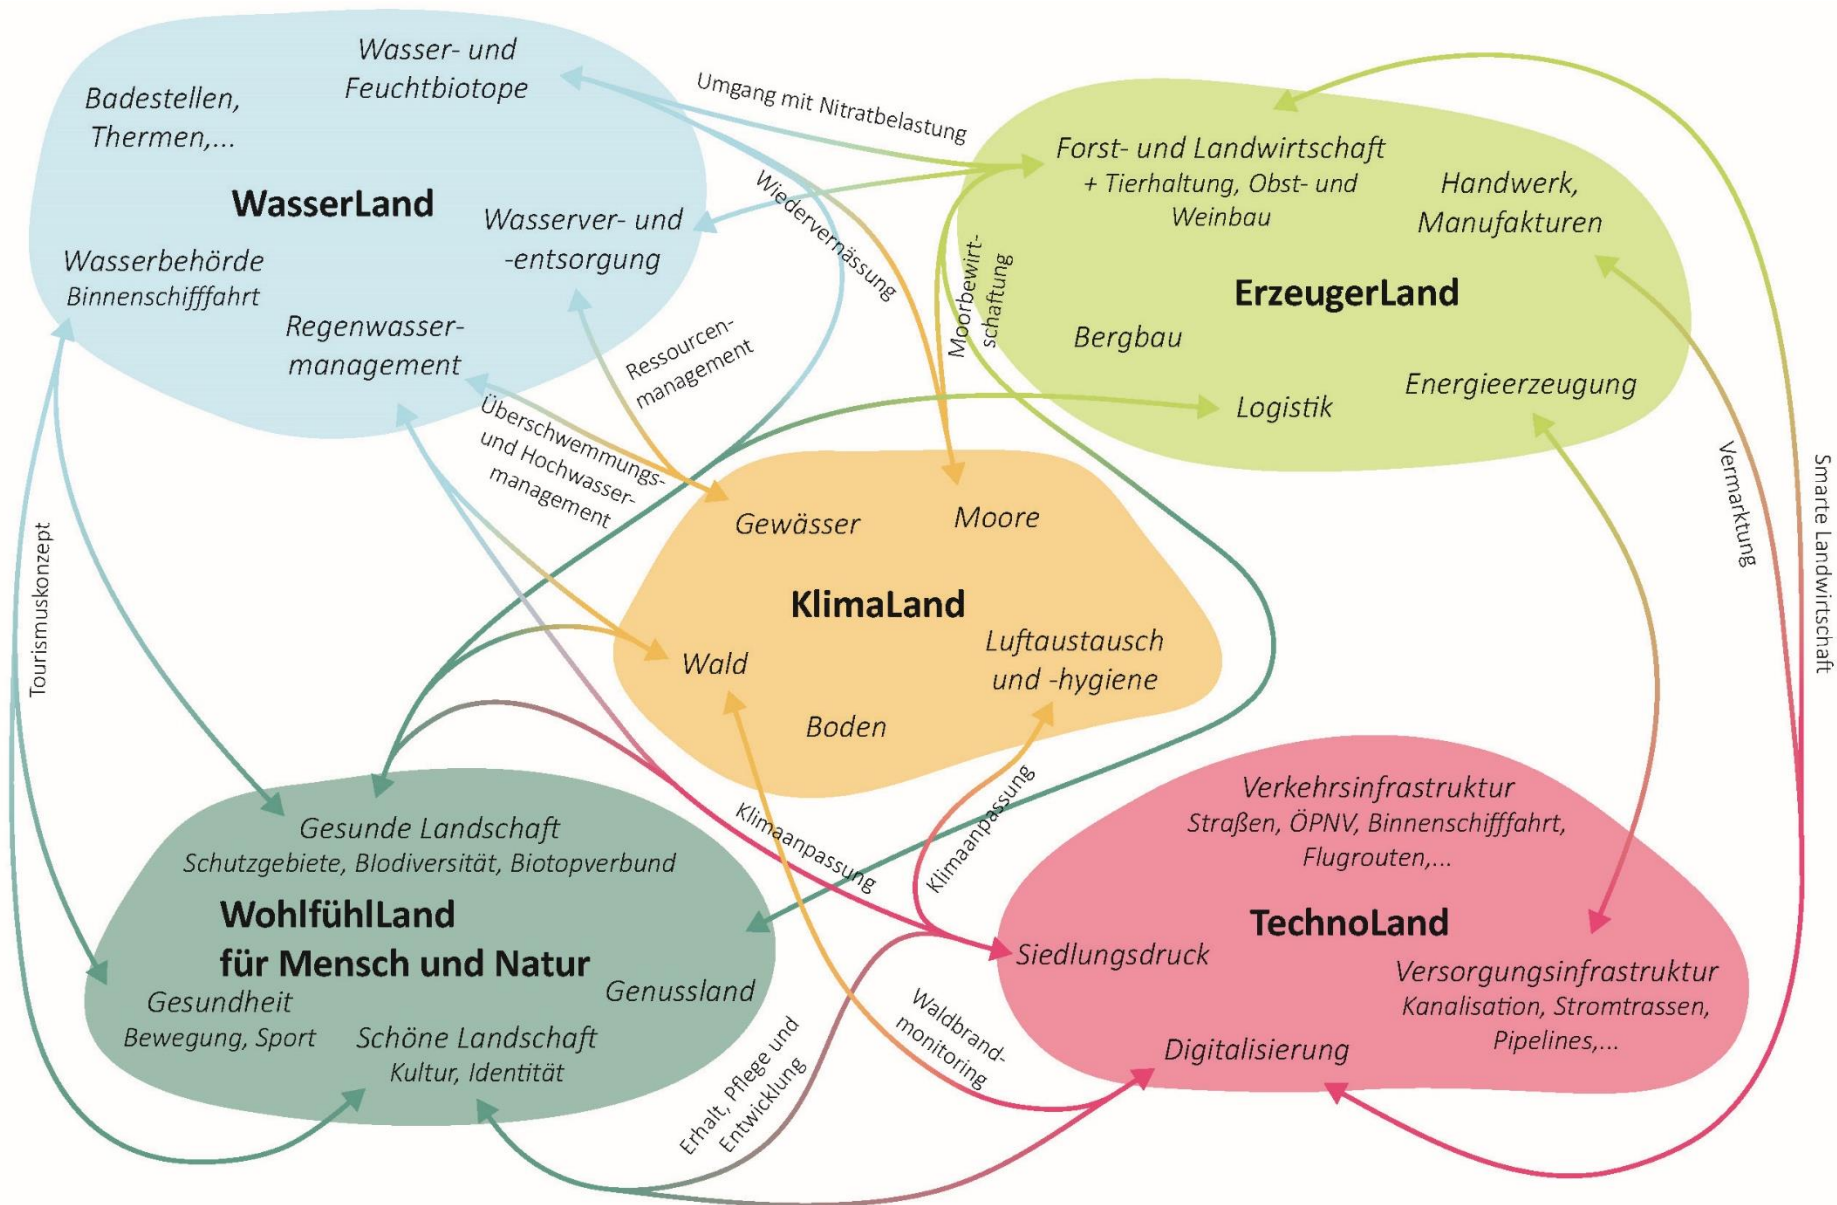 Wasser- und
Feuchtbiotope
Badestellen,
Thermen,...
WasserLand
Wasserver- und
-entsorgung
Wasserbehörde
Binnenschifffahrt
Regenwasser-
management
Umgang mit Nitratbelastung
Wiedervernässung
Moorbewirt-
schaftung
Ressourcen-
management
Überschwemmungs-
und Hochwasser-
management
Forst- und Landwirtschaft
+ Tierhaltung, Obst- und
Weinbau
Handwerk,
Manufakturen
ErzeugerLand
Bergbau
Energieerzeugung
Logistik
Vermarktung
Smarte Landwirtschaft
Tourismuskonzept
Gewässer
Moore
KlimaLand
Luftaustausch
und -hygiene
Wald
Boden
Klimaanpassung
Klimaanpassung
Gesunde Landschaft
Schutzgebiete, BIodiversität, Biotopverbund
WohlfühlLand
für Mensch und Natur
Genussland
Gesundheit
Bewegung, Sport
Schöne Landschaft
Kultur, Identität
Erhalt, Pflege und
Entwicklung
Waldbrand-
monitoring
Verkehrsinfrastruktur
Straßen, ÖPNV, Binnenschifffahrt,
Flugrouten,...
TechnoLand
Siedlungsdruck
Versorgungsinfrastruktur
Kanalisation, Stromtrassen,
Pipelines,...
Digitalisierung